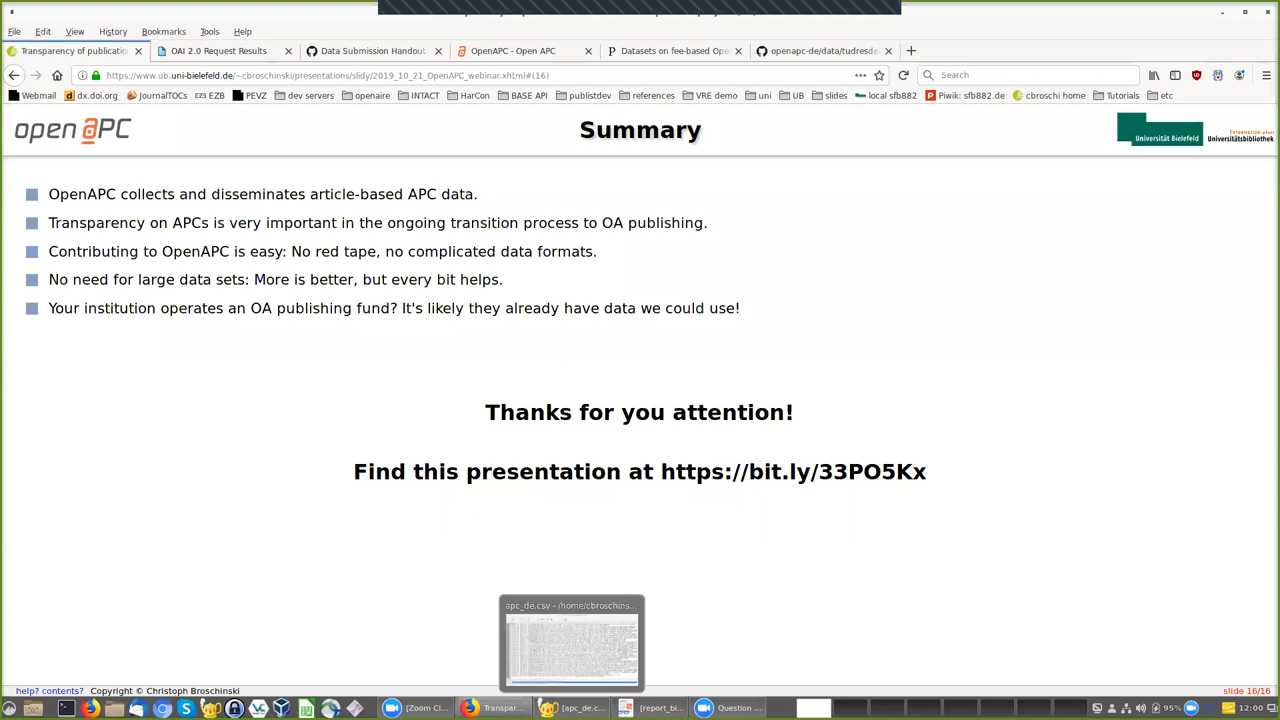 File Edit View History Bookmarks Tools Help
Transparency of publicatio OAI 2.0 Request Results Data Submission Handout OpenAPC - Open APC Datasets on fee-based Ope openapc-de/data/tudresde
https://www.ub.uni-bielefeld.de/~cbroschinski/presentations/slidy/2019_10_21_OpenAPC_webinar.xhtml#(16) Search
Webmail dx.doi.org JournalTOCs EZB PEVZ dev servers openaire INTACT HarCon BASE API publistdev references VRE demo uni UB slides local sfb882 Piwik: sfb882.de cbroschi home Tutorials etc
open APC
Summary
Universität Bielefeld
Universitätsbibliothek
OpenAPC collects and disseminates article-based APC data.
Transparency on APCs is very important in the ongoing transition process to OA publishing.
Contributing to OpenAPC is easy: No red tape, no complicated data formats.
No need for large data sets: More is better, but every bit helps.
Your institution operates an OA publishing fund? It's likely they already have data we could use!
Thanks for you attention!
Find this presentation at https://bit.ly/33PO5Kx
apc_de.csv - /home/cbroschins...
help? contents? Copyright © Christoph Broschinski
slide 16/16
[Zoom Cl... Transpar... [apc_de.c... [report_bi... Question ...
95% 12:00